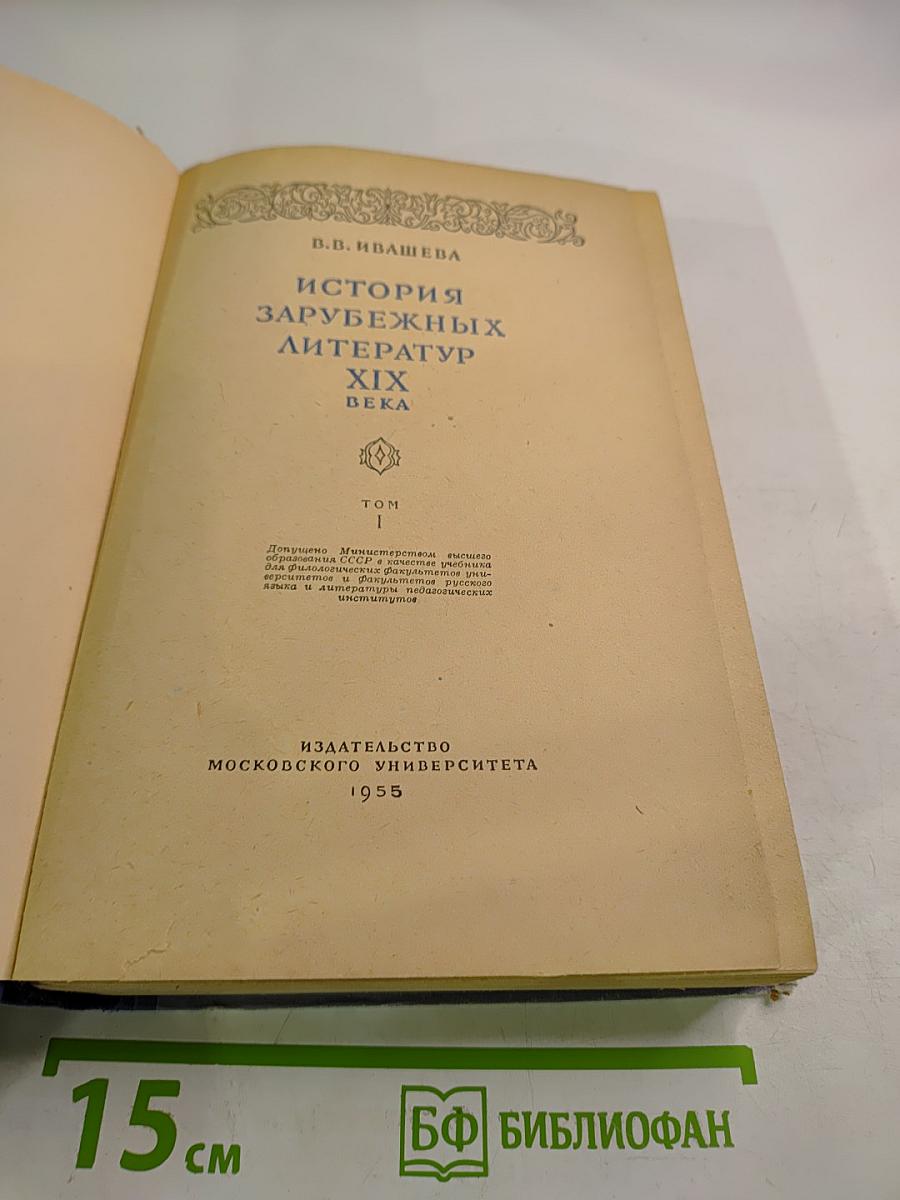 В.В. ИВАШЕВА
ИСТОРИЯ
ЗАРУБЕЖНЫХ
ЛИТЕРАТУР
XIX
ВЕКА
ТОМ
I
Допущено Министерством высшего
образования СССР в качестве учебника
для филологических факультетов уни-
верситетов и факультетов русского
языка и литературы педагогических
институтов
ИЗДАТЕЛЬСТВО
МОСКОВСКОГО УНИВЕРСИТЕТА
1955
15 см
БФ БИБЛИОФАН